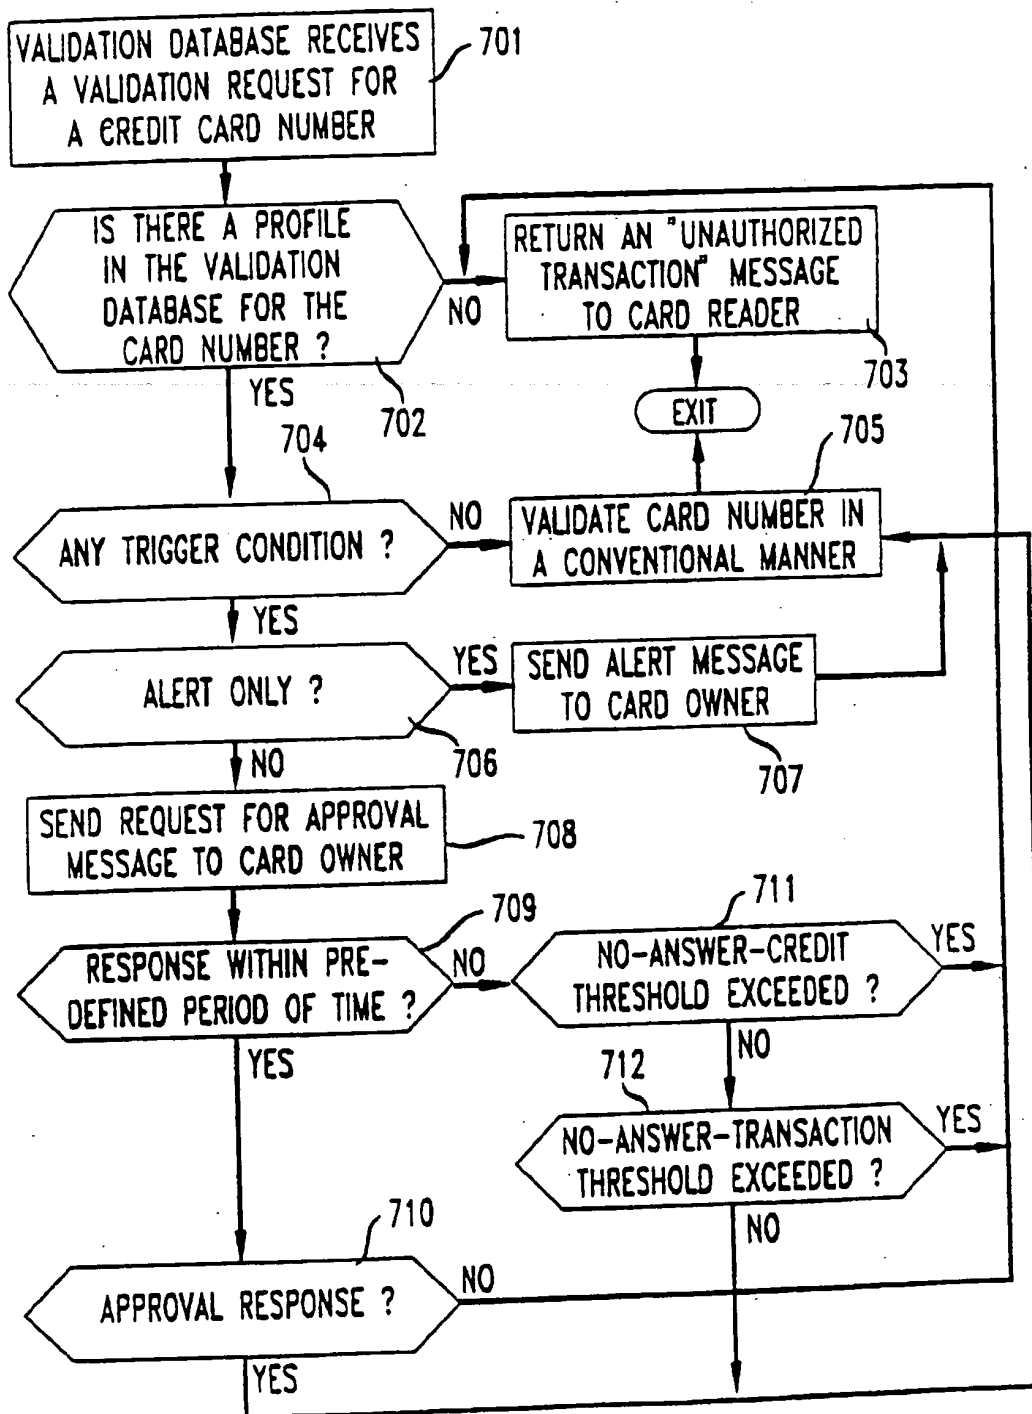 VALIDATION DATABASE RECEIVES
A VALIDATION REQUEST FOR
A CREDIT CARD NUMBER
701
IS THERE A PROFILE
IN THE VALIDATION
DATABASE FOR THE
CARD NUMBER ?
702
NO
RETURN AN "UNAUTHORIZED
TRANSACTION" MESSAGE
TO CARD READER
703
YES
EXIT
704
705
ANY TRIGGER CONDITION ?
NO
VALIDATE CARD NUMBER IN
A CONVENTIONAL MANNER
YES
ALERT ONLY ?
706
YES
SEND ALERT MESSAGE
TO CARD OWNER
707
NO
SEND REQUEST FOR APPROVAL
MESSAGE TO CARD OWNER
708
709
RESPONSE WITHIN PRE-
DEFINED PERIOD OF TIME ?
NO
711
NO-ANSWER-CREDIT
THRESHOLD EXCEEDED ?
YES
YES
NO
712
NO-ANSWER-TRANSACTION
THRESHOLD EXCEEDED ?
YES
NO
710
APPROVAL RESPONSE ?
NO
YES